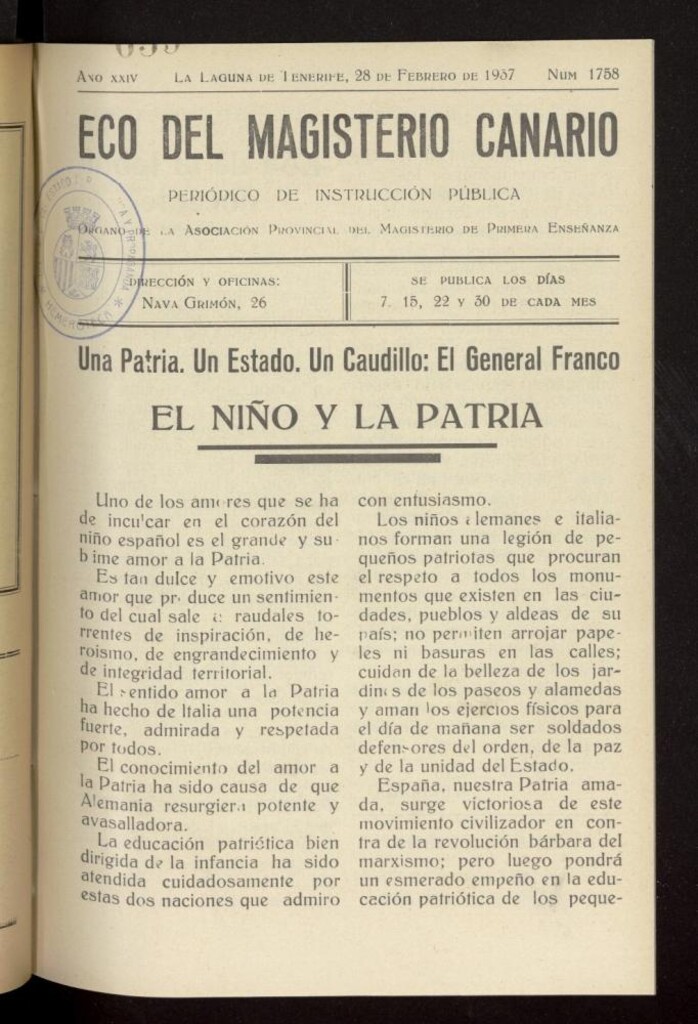 Año XXIV La Laguna de Tenerife, 28 de Febrero de 1937 Num 1758
ECO DEL MAGISTERIO CANARIO
PERIÓDICO DE INSTRUCCIÓN PÚBLICA
Organo de la Asociación Provincial del Magisterio de Primera Enseñanza
DIRECCIÓN Y OFICINAS:
Nava Grimón, 26
SE PUBLICA LOS DÍAS
7, 15, 22 Y 30 DE CADA MES
HEMEROTECA
Una Patria. Un Estado. Un Caudillo: El General Franco
EL NIÑO Y LA PATRIA
Uno de los amores que se ha
de inculcar en el corazón del
niño español es el grande y su-
blime amor a la Patria.
Es tan dulce y emotivo este
amor que produce un sentimien-
to del cual sale a raudales to-
rrentes de inspiración, de he-
roismo, de engrandecimiento y
de integridad territorial.
El sentido amor a la Patria
ha hecho de Italia una potencia
fuerte, admirada y respetada
por todos.
El conocimiento del amor a
la Patria ha sido causa de que
Alemania resurgiera potente y
avasalladora.
La educación patriótica bien
dirigida de la infancia ha sido
atendida cuidadosamente por
estas dos naciones que admiro
con entusiasmo.
Los niños alemanes e italia-
nos forman una legión de pe-
queños patriotas que procuran
el respeto a todos los monu-
mentos que existen en las ciu-
dades, pueblos y aldeas de su
país; no permiten arrojar pape-
les ni basuras en las calles;
cuidan de la belleza de los jar-
dines de los paseos y alamedas
y aman los ejercios físicos para
el día de mañana ser soldados
defensores del orden, de la paz
y de la unidad del Estado.
España, nuestra Patria ama-
da, surge victoriosa de este
movimiento civilizador en con-
tra de la revolución bárbara del
marxismo; pero luego pondrá
un esmerado empeño en la edu-
cación patriótica de los peque-